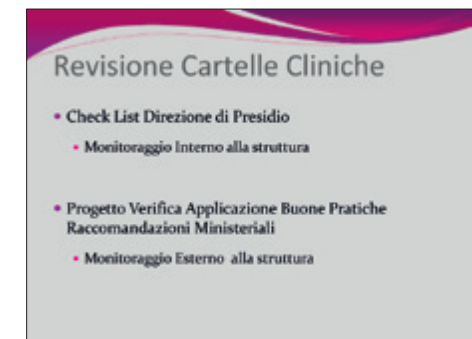 Revisione Cartelle Cliniche
• Check List Direzione di Presidio
• Monitoraggio Interno alla struttura
• Progetto Verifica Applicazione Buone Pratiche
Raccomandazioni Ministeriali
• Monitoraggio Esterno alla struttura